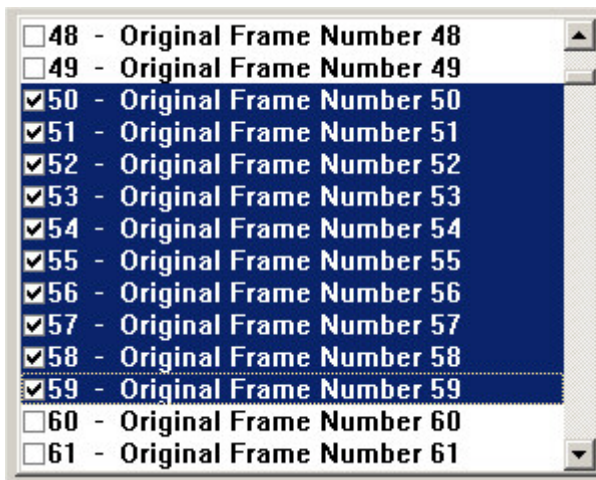 48 - Original Frame Number 48
49 - Original Frame Number 49
50 - Original Frame Number 50
51 - Original Frame Number 51
52 - Original Frame Number 52
53 - Original Frame Number 53
54 - Original Frame Number 54
55 - Original Frame Number 55
56 - Original Frame Number 56
57 - Original Frame Number 57
58 - Original Frame Number 58
59 - Original Frame Number 59
60 - Original Frame Number 60
61 - Original Frame Number 61